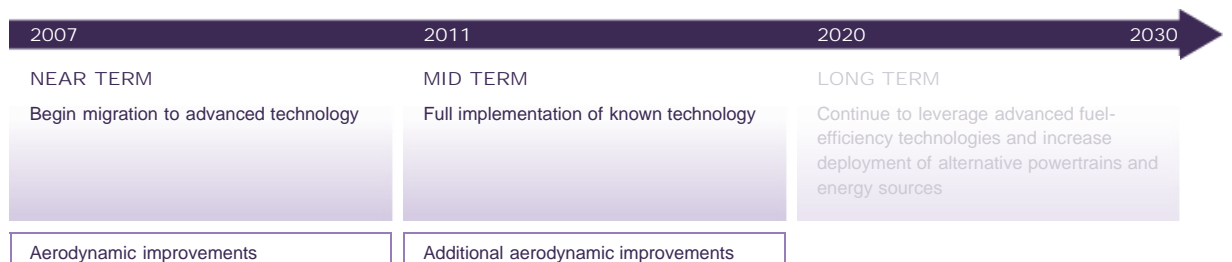 2007 2011 2020 2030
NEAR TERM
Begin migration to advanced technology
MID TERM
Full implementation of known technology
LONG TERM
Continue to leverage advanced fuel-
efficiency technologies and increase
deployment of alternative powertrains and
energy sources
Aerodynamic improvements
Additional aerodynamic improvements